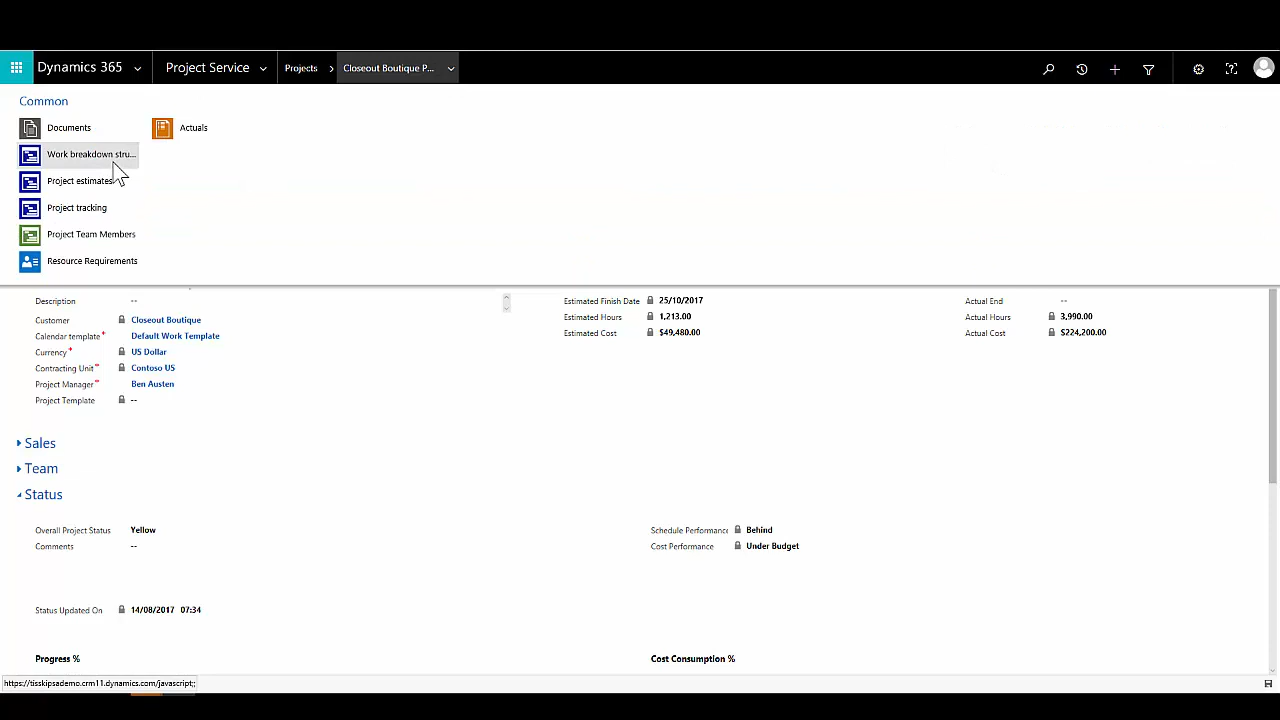 Dynamics 365 Project Service Projects Closeout Boutique P...
Common
Documents Actuals
Work breakdown stru...
Project estimates
Project tracking
Project Team Members
Resource Requirements
Description -- Estimated Finish Date 25/10/2017 Actual End --
Customer Closeout Boutique Estimated Hours 1,213.00 Actual Hours 3,990.00
Calendar template* Default Work Template Estimated Cost $49,480.00 Actual Cost $224,200.00
Currency* US Dollar
Contracting Unit* Contoso US
Project Manager* Ben Austen
Project Template --
Sales
Team
Status
Overall Project Status Yellow Schedule Performance Behind
Comments -- Cost Performance Under Budget
Status Updated On 14/08/2017 07:34
Progress % Cost Consumption %
https://tisskipsademo.crm11.dynamics.com/javascript:;